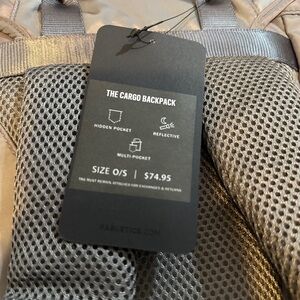 THE CARGO BACKPACK
HIDDEN POCKET
REFLECTIVE
MULTI-POCKET
SIZE O/S | $74.95
TAG MUST REMAIN ATTACHED FOR EXCHANGES & RETURNS
FABLETICS.COM